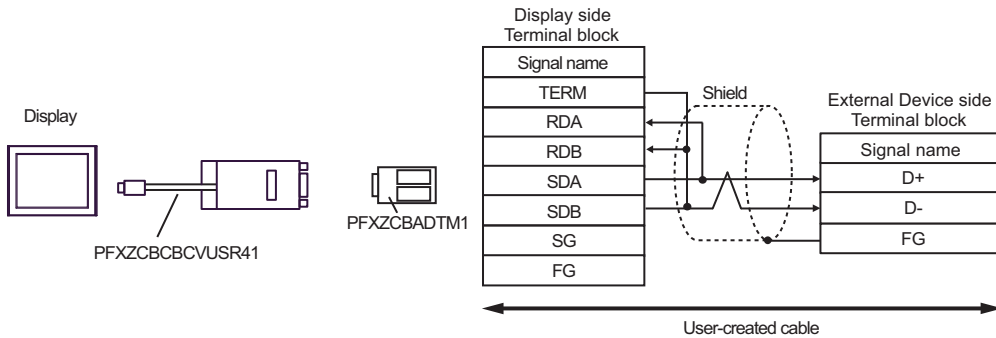 Display
PFXZCBCBCVUSR41
PFXZCBADTM1
Display side
Terminal block
Signal name
TERM
RDA
RDB
SDA
SDB
SG
FG
Shield
External Device side
Terminal block
Signal name
D+
D-
FG
User-created cable